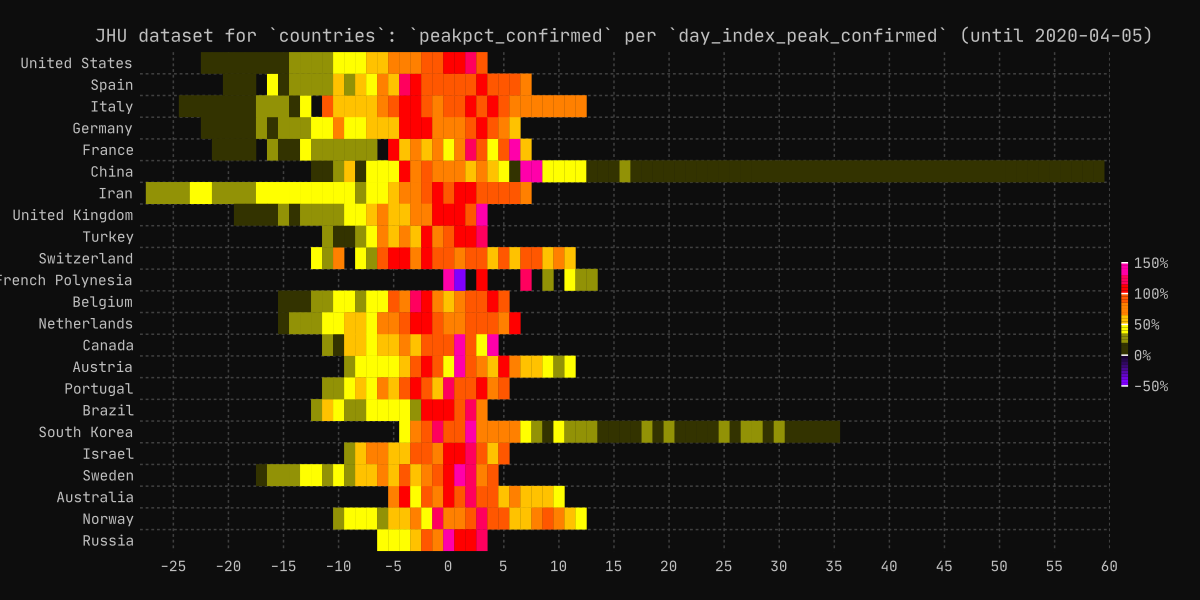 JHU dataset for `countries`: `peakpct_confirmed` per `day_index_peak_confirmed` (until 2020-04-05)
United States
Spain
Italy
Germany
France
China
Iran
United Kingdom
Turkey
Switzerland
French Polynesia
Belgium
Netherlands
Canada
Austria
Portugal
Brazil
South Korea
Israel
Sweden
Australia
Norway
Russia
-25 -20 -15 -10 -5 0 5 10 15 20 25 30 35 40 45 50 55 60
150%
100%
50%
0%
-50%